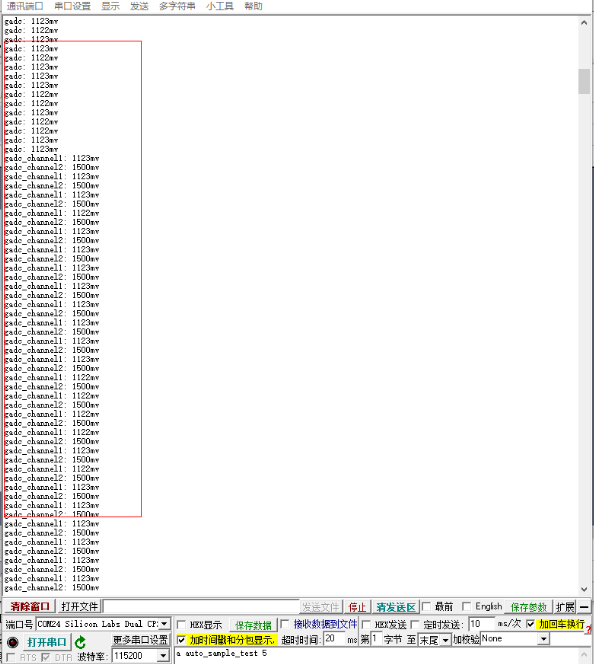 通讯端口 串口设置 显示 发送 多字符串 小工具 帮助
gadc: 1123mv
gadc: 1122mv
gadc: 1123mv
gadc: 1123mv
gadc: 1122mv
gadc: 1122mv
gadc: 1123mv
gadc: 1123mv
gadc: 1122mv
gadc: 1122mv
gadc: 1123mv
gadc: 1122mv
gadc: 1122mv
gadc: 1123mv
gadc: 1123mv
gadc_channel1: 1123mv
gadc_channel2: 1500mv
gadc_channel1: 1123mv
gadc_channel2: 1500mv
gadc_channel1: 1123mv
gadc_channel2: 1500mv
gadc_channel1: 1122mv
gadc_channel2: 1500mv
gadc_channel1: 1123mv
gadc_channel2: 1500mv
gadc_channel1: 1123mv
gadc_channel2: 1500mv
gadc_channel1: 1123mv
gadc_channel2: 1500mv
gadc_channel1: 1123mv
gadc_channel2: 1500mv
gadc_channel1: 1123mv
gadc_channel2: 1500mv
gadc_channel1: 1123mv
gadc_channel2: 1500mv
gadc_channel1: 1123mv
gadc_channel2: 1500mv
gadc_channel1: 1123mv
gadc_channel2: 1500mv
gadc_channel1: 1122mv
gadc_channel2: 1500mv
gadc_channel1: 1122mv
gadc_channel2: 1500mv
gadc_channel1: 1122mv
gadc_channel2: 1500mv
gadc_channel1: 1123mv
gadc_channel2: 1500mv
gadc_channel1: 1123mv
gadc_channel2: 1500mv
gadc_channel1: 1123mv
gadc_channel2: 1500mv
gadc_channel1: 1123mv
gadc_channel2: 1500mv
gadc_channel1: 1123mv
gadc_channel2: 1500mv
gadc_channel1: 1123mv
gadc_channel2: 1500mv
gadc_channel1: 1123mv
gadc_channel2: 1500mv
gadc_channel1: 1123mv
gadc_channel2: 1500mv
gadc_channel1: 1123mv
gadc_channel2: 1500mv
清除窗口 打开文件 发送文件 停止 清发送区 最前 English 保存参数 扩展
端口号 COM24 Silicon Labs Dual CP: HEX显示 保存数据 接收数据到文件 HEX发送 定时发送: 10 ms/次 加回车换行
打开串口 更多串口设置 加时间戳和分包显示, 超时时间: 20 ms 第 1 字节 至 末尾 加校验 None
RTS DTR 波特率: 115200 a auto_sample_test 5